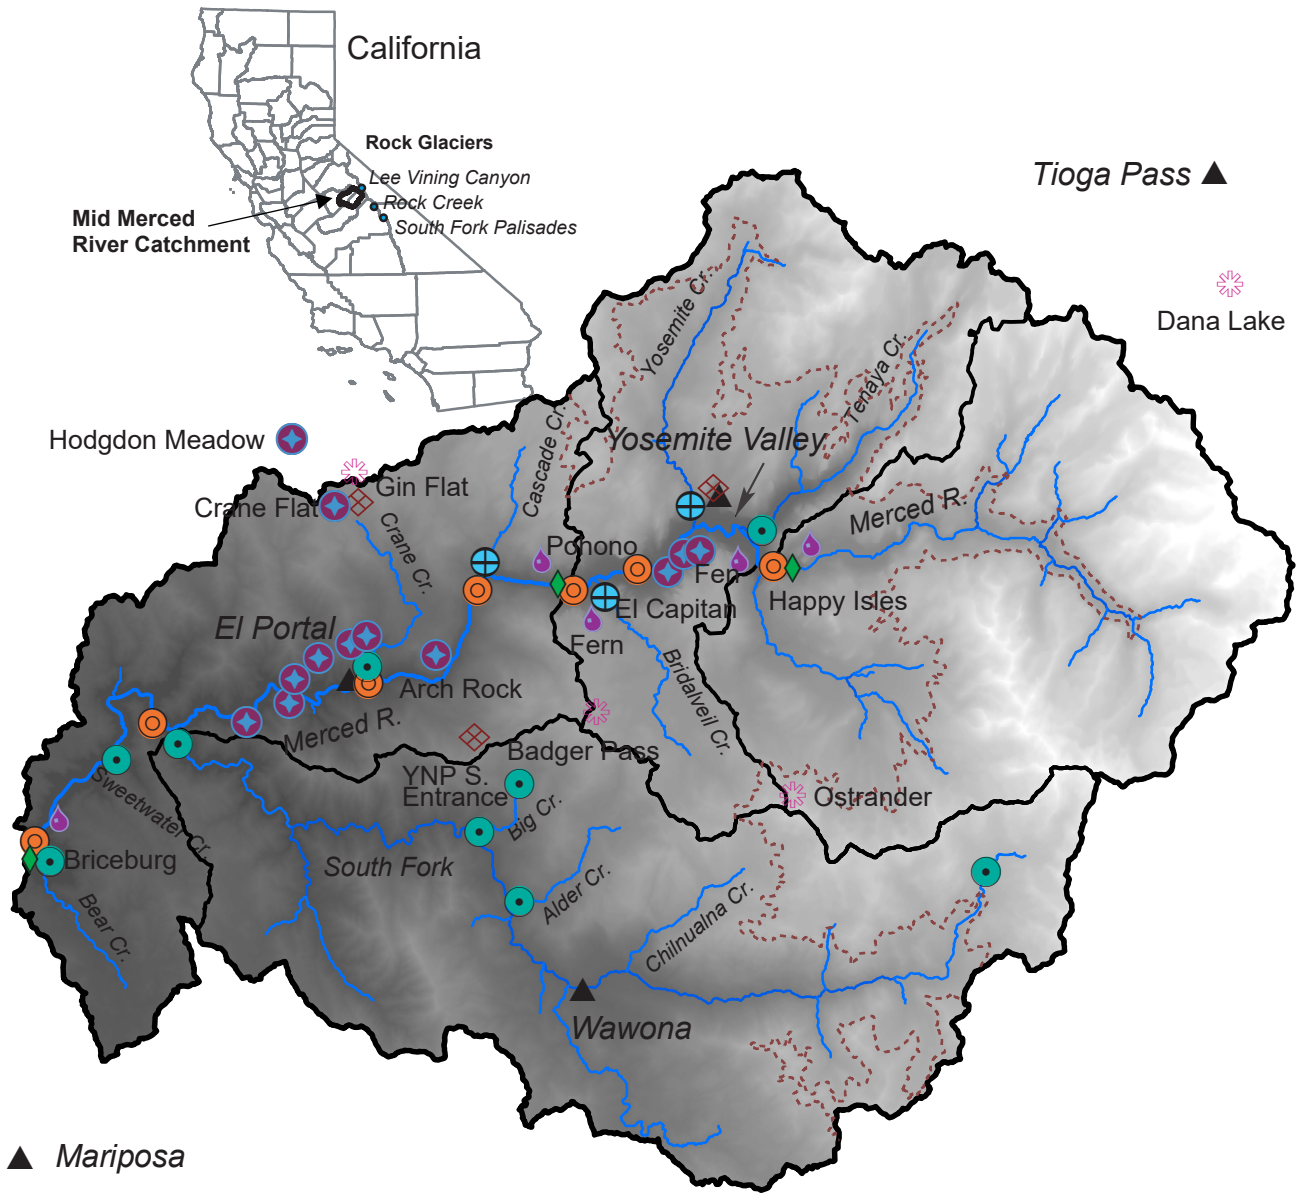 California
Rock Glaciers
Lee Vining Canyon
Rock Creek
South Fork Palisades
Mid Merced
River Catchment
Tioga Pass
Dana Lake
Yosemite Cr.
Tenaya Cr.
Cascade Cr.
Hodgdon Meadow
Yosemite Valley
Gin Flat
Crane Flat
Crane Cr.
Merced R.
Pohono
Fen
El Capitan
Happy Isles
El Portal
Fern
Bridalveil Cr.
Arch Rock
Merced R.
Badger Pass
YNP S.
Entrance
Ostrander
Sweetwater Cr.
Big Cr.
Briceburg
South Fork
Alder Cr.
Chilnualna Cr.
Bear Cr.
Wawona
Mariposa